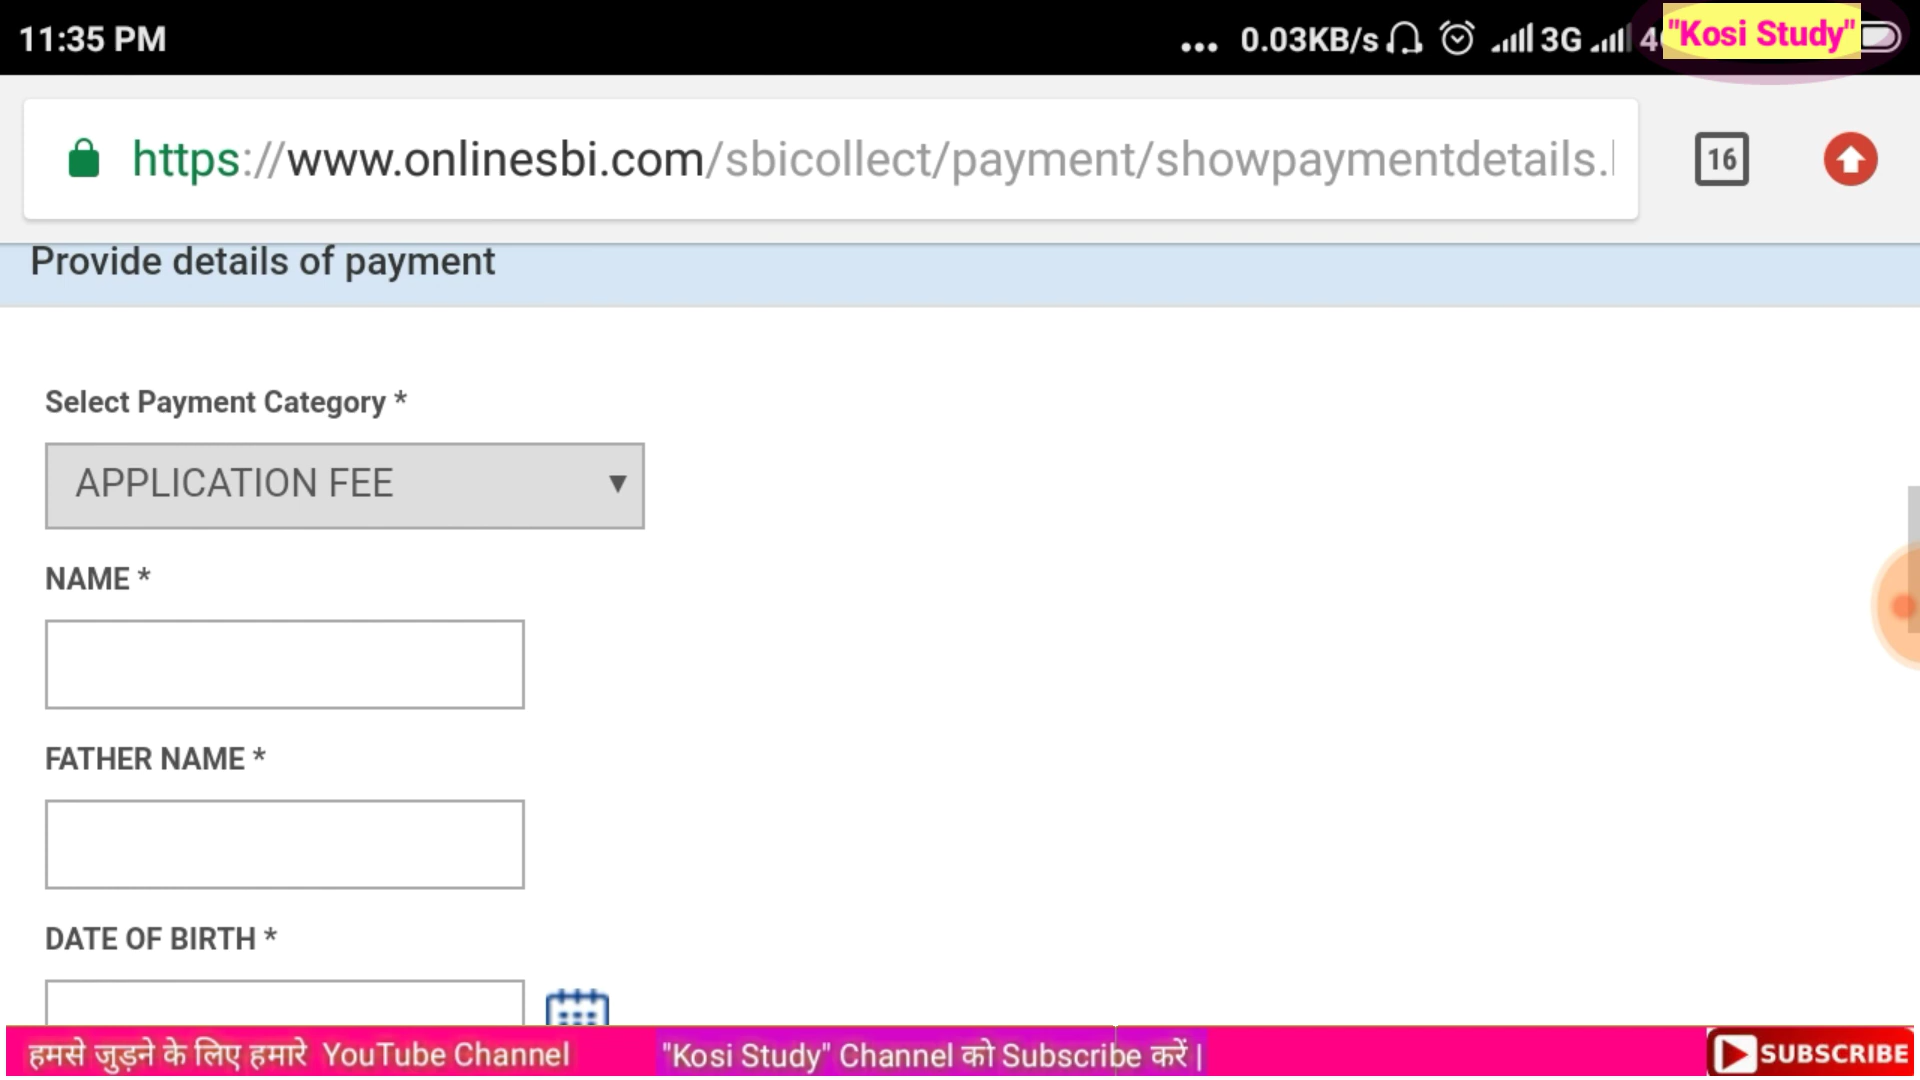 11:35 PM
... 0.03KB/s 3G 4
"Kosi Study"
https://www.onlinesbi.com/sbicollect/payment/showpaymentdetails.
16
Provide details of payment
Select Payment Category *
APPLICATION FEE
NAME *
FATHER NAME *
DATE OF BIRTH *
हमसे जुड़ने के लिए हमारे YouTube Channel "Kosi Study" Channel को Subscribe करें |
SUBSCRIBE